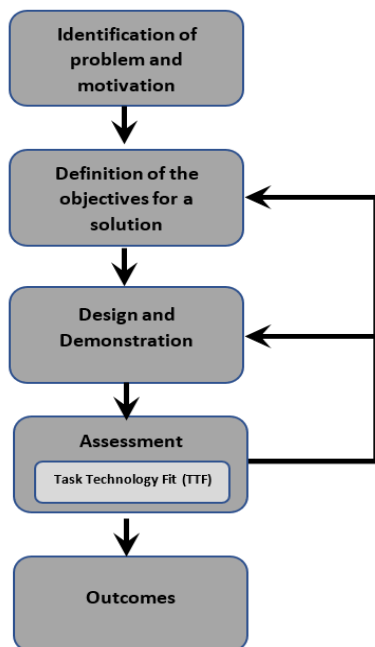 Identification of
problem and
motivation
Definition of the
objectives for a
solution
Design and
Demonstration
Assessment
Task Technology Fit (TTF)
Outcomes